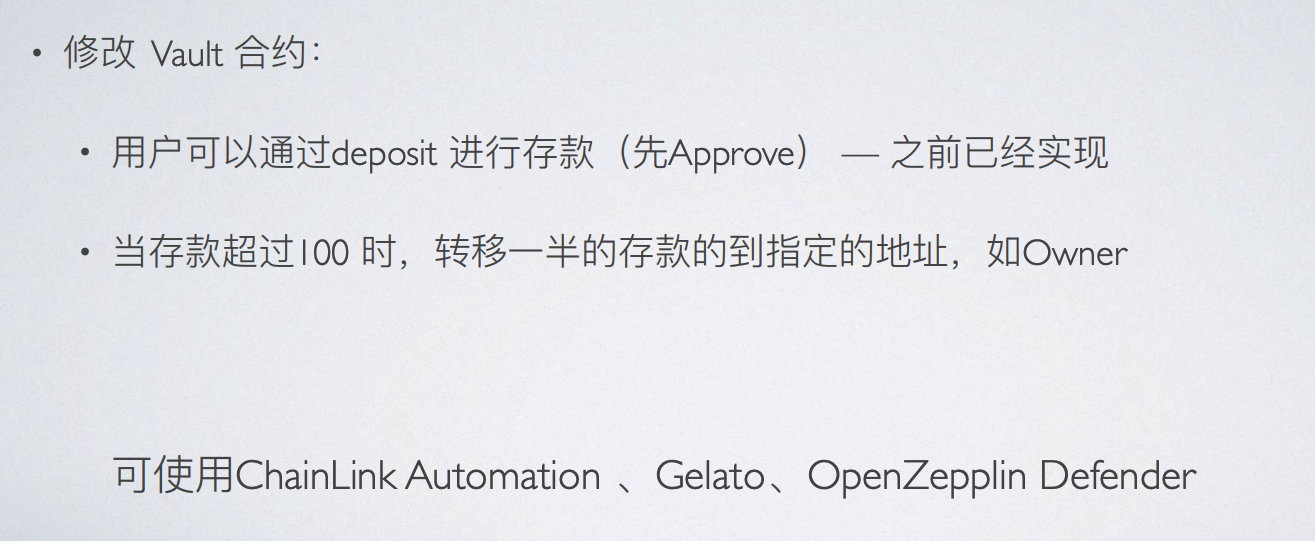 • 修改 Vault 合约：
• 用户可以通过deposit 进行存款（先Approve） — 之前已经实现
• 当存款超过100 时，转移一半的存款的到指定的地址，如Owner
可使用ChainLink Automation 、Gelato、OpenZepplin Defender